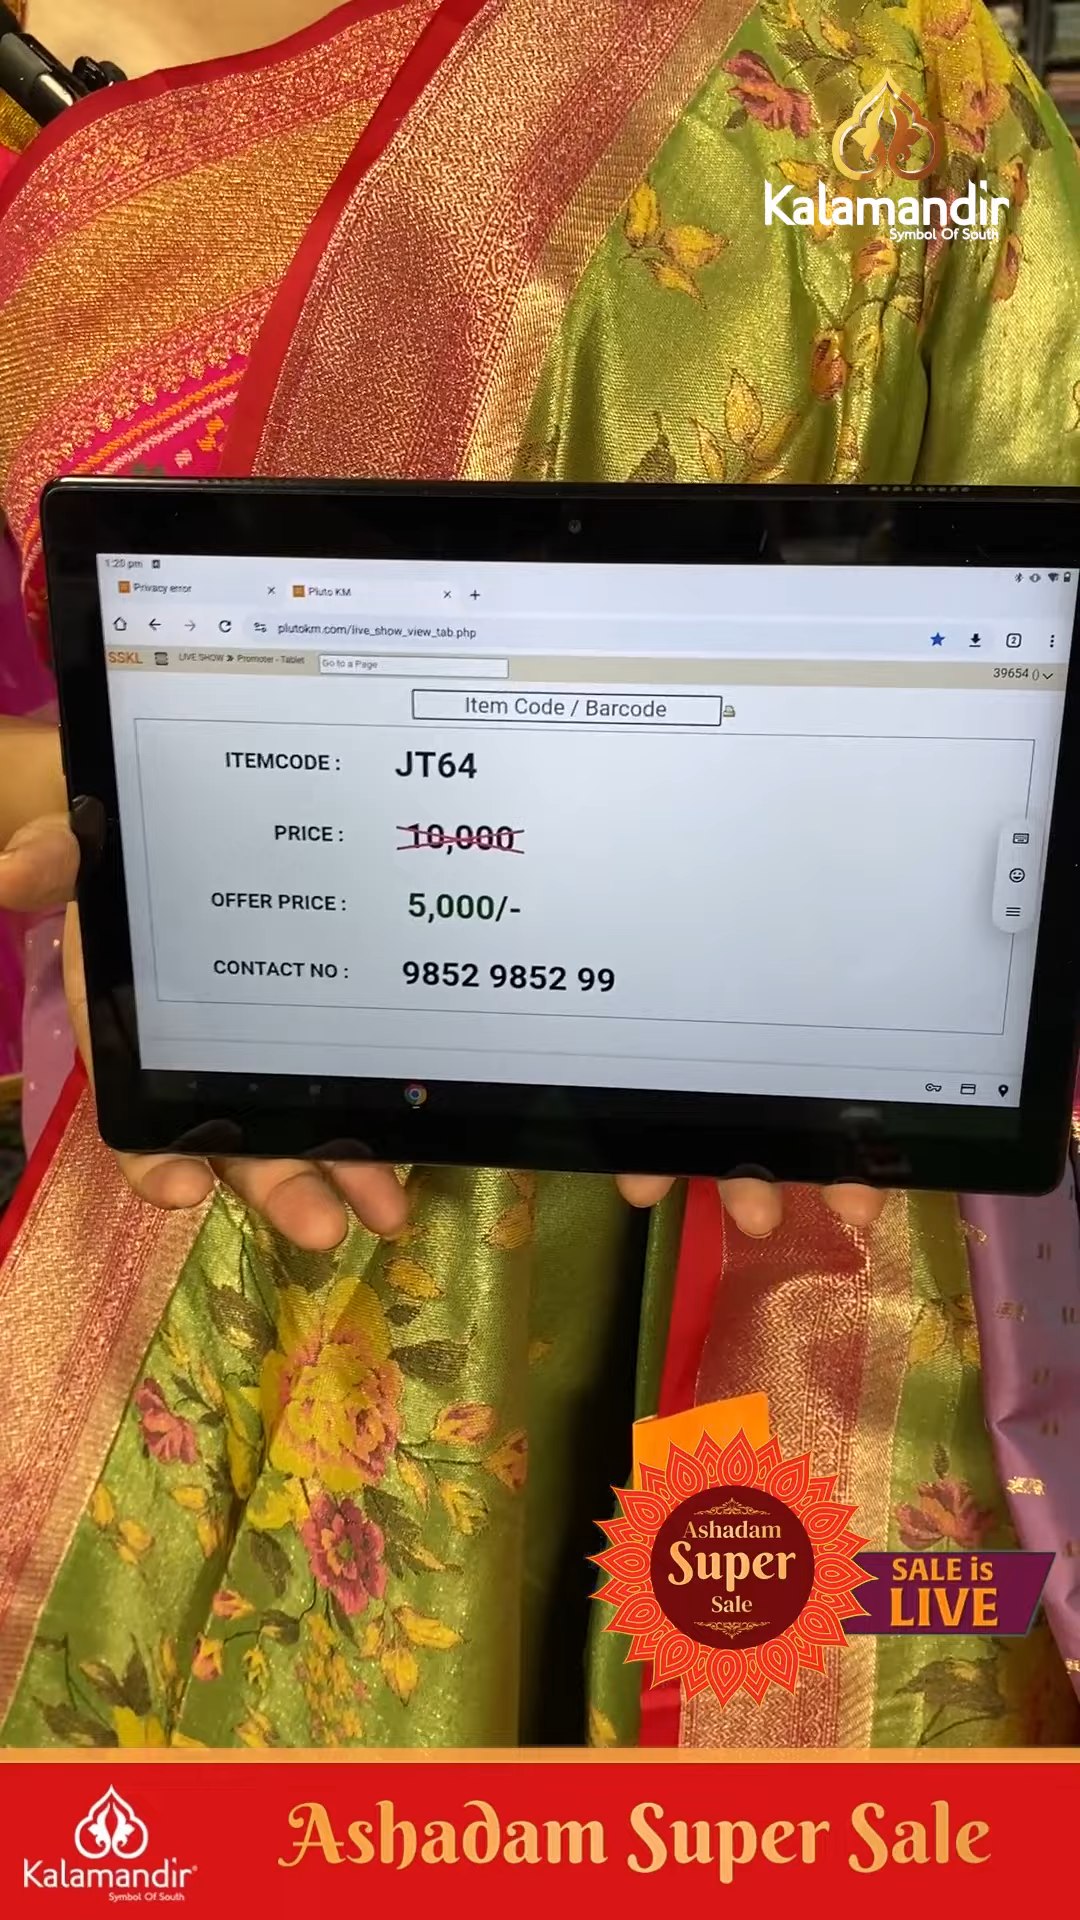 Kalamandir
Symbol Of South
1:20 pm
Privacy error
Pluto KM
plutokm.com/live_show_view_tab.php
2
SSKL
LIVE SHOW » Promoter - Tablet
Go to a Page
39654 ()
Item Code / Barcode
ITEMCODE : JT64
PRICE : 10,000
OFFER PRICE : 5,000/-
CONTACT NO : 9852 9852 99
Ashadam
Super
Sale
SALE is
LIVE
Kalamandir
Symbol Of South
Ashadam Super Sale